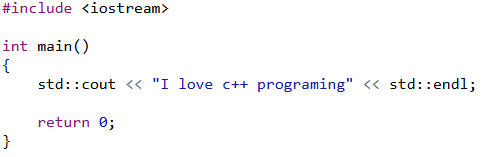 #include <iostream>

int main()
{
    std::cout << "I love c++ programing" << std::endl;

    return 0;
}